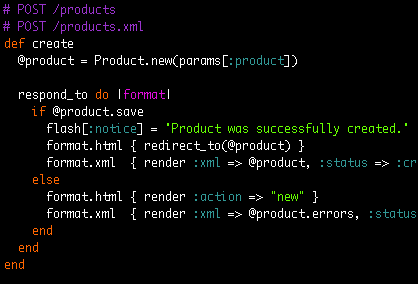 # POST /products
# POST /products.xml
def create
  @product = Product.new(params[:product])

  respond_to do |format|
    if @product.save
      flash[:notice] = 'Product was successfully created.'
      format.html { redirect_to(@product) }
      format.xml  { render :xml => @product, :status => :cr
    else
      format.html { render :action => "new" }
      format.xml  { render :xml => @product.errors, :status
    end
  end
end